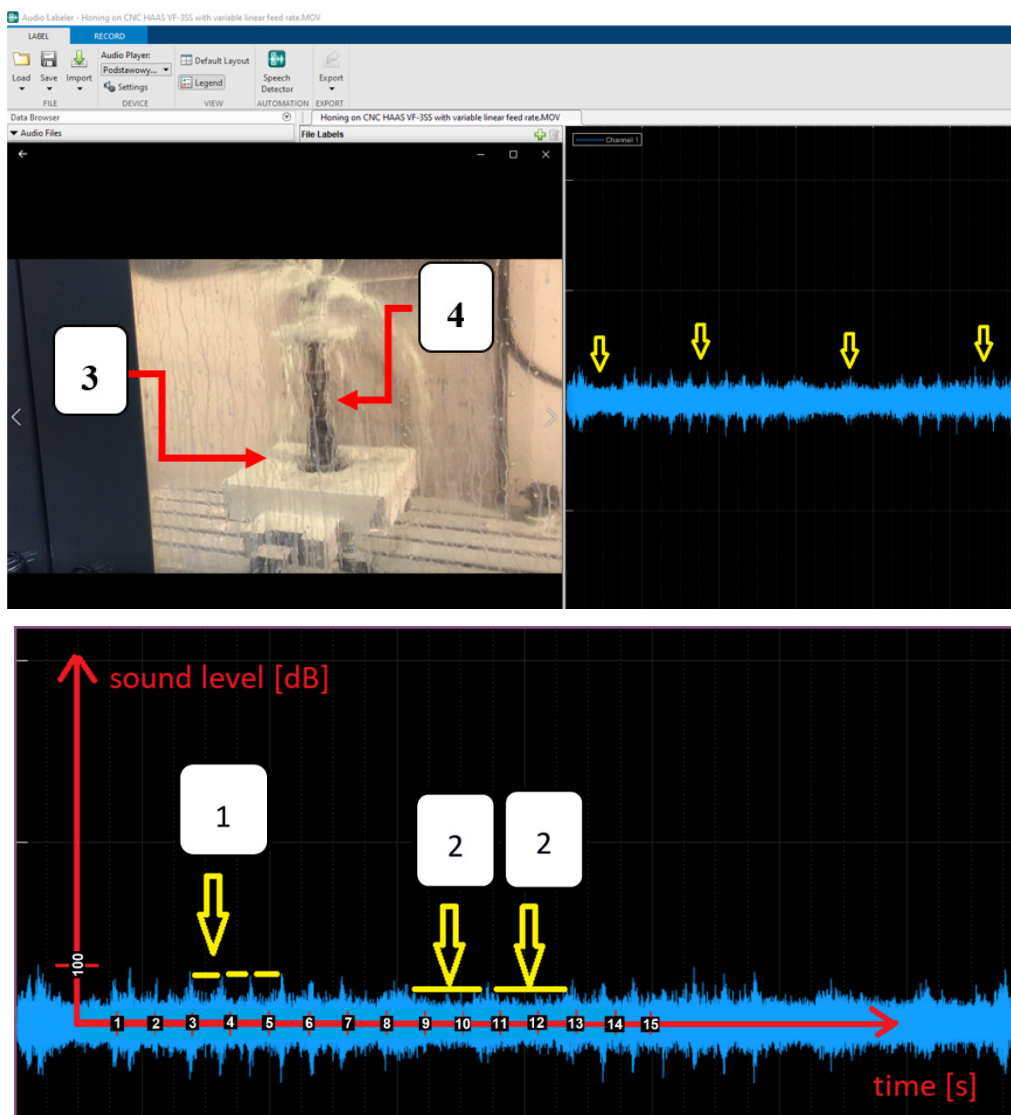 Audio Labeler - Honing on CNC HAAS VF-3SS with variable linear feed rate.MOV
LABEL RECORD
Audio Player:
Podstawowy...
Load Save Import
Settings
Default Layout
Legend
Speech
Detector
Export
FILE DEVICE VIEW AUTOMATION EXPORT
Data Browser
Honing on CNC HAAS VF-3SS with variable linear feed rate.MOV
Audio Files
File Labels
Channel 1
4
3
sound level [dB]
1
2 2
100
1 2 3 4 5 6 7 8 9 10 11 12 13 14 15
time [s]